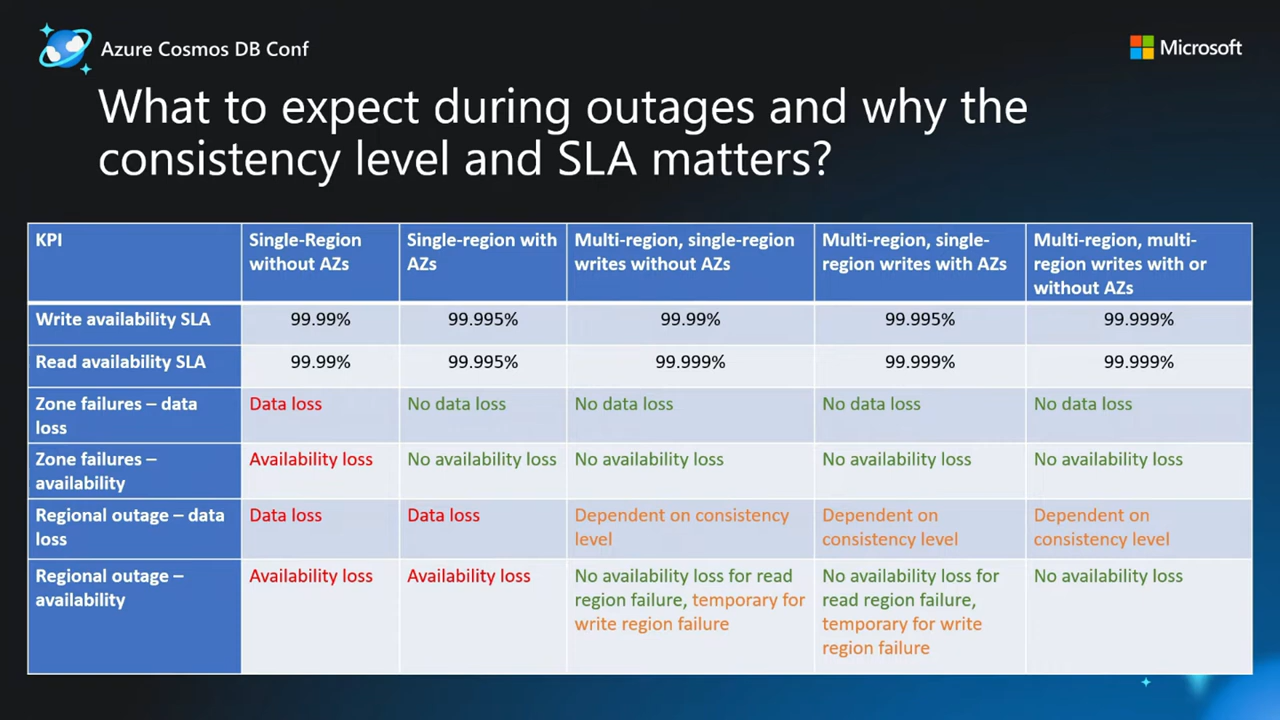 Azure Cosmos DB Conf
Microsoft
What to expect during outages and why the
consistency level and SLA matters?
KPI
Single-Region
without AZs
Single-region with
AZs
Multi-region, single-region
writes without AZs
Multi-region, single-
region writes with AZs
Multi-region, multi-
region writes with or
without AZs
Write availability SLA
99.99%
99.995%
99.99%
99.995%
99.999%
Read availability SLA
99.99%
99.995%
99.999%
99.999%
99.999%
Zone failures – data
loss
Data loss
No data loss
No data loss
No data loss
No data loss
Zone failures –
availability
Availability loss
No availability loss
No availability loss
No availability loss
No availability loss
Regional outage – data
loss
Data loss
Data loss
Dependent on consistency
level
Dependent on
consistency level
Dependent on
consistency level
Regional outage –
availability
Availability loss
Availability loss
No availability loss for read
region failure, temporary for
write region failure
No availability loss for
read region failure,
temporary for write
region failure
No availability loss